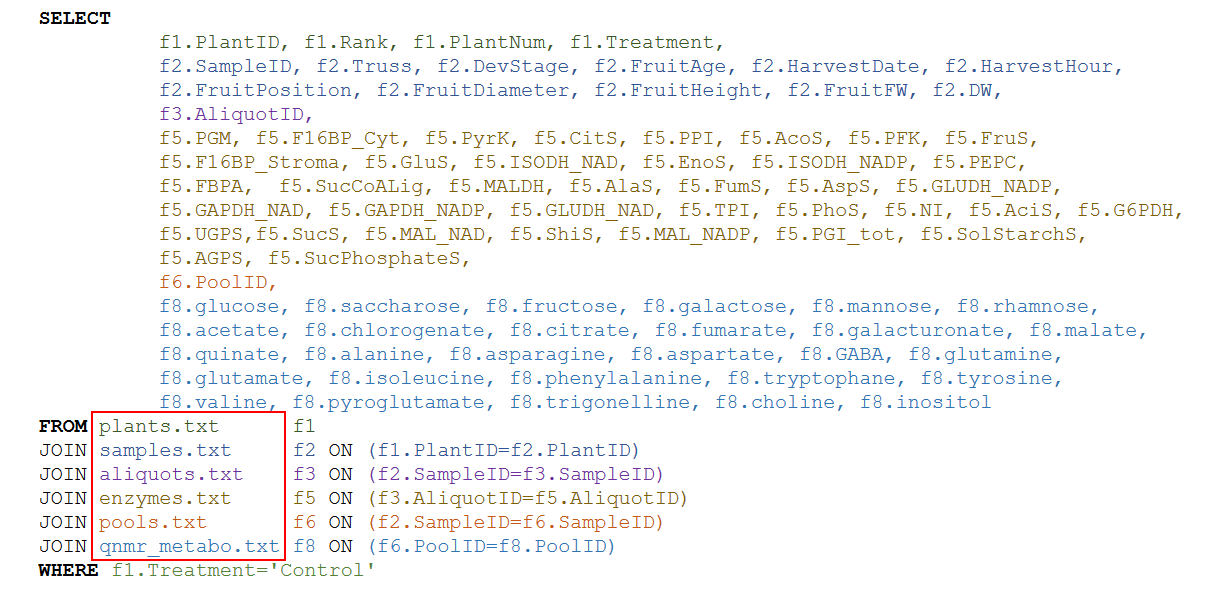 SELECT
f1.PlantID, f1.Rank, f1.PlantNum, f1.Treatment,
f2.SampleID, f2.Truss, f2.DevStage, f2.FruitAge, f2.HarvestDate, f2.HarvestHour,
f2.FruitPosition, f2.FruitDiameter, f2.FruitHeight, f2.FruitFW, f2.DW,
f3.AliquotID,
f5.PGM, f5.F16BP_Cyt, f5.PyrK, f5.CitS, f5.PPI, f5.AcoS, f5.PFK, f5.FruS,
f5.F16BP_Stroma, f5.GluS, f5.ISODH_NAD, f5.EnoS, f5.ISODH_NADP, f5.PEPC,
f5.FBPA,  f5.SucCoALig, f5.MALDH, f5.AlaS, f5.FumS, f5.AspS, f5.GLUDH_NADP,
f5.GAPDH_NAD, f5.GAPDH_NADP, f5.GLUDH_NAD, f5.TPI, f5.PhoS, f5.NI, f5.AciS, f5.G6PDH,
f5.UGPS,f5.SucS, f5.MAL_NAD, f5.ShiS, f5.MAL_NADP, f5.PGI_tot, f5.SolStarchS,
f5.AGPS, f5.SucPhosphateS,
f6.PoolID,
f8.glucose, f8.saccharose, f8.fructose, f8.galactose, f8.mannose, f8.rhamnose,
f8.acetate, f8.chlorogenate, f8.citrate, f8.fumarate, f8.galacturonate, f8.malate,
f8.quinate, f8.alanine, f8.asparagine, f8.aspartate, f8.GABA, f8.glutamine,
f8.glutamate, f8.isoleucine, f8.phenylalanine, f8.tryptophane, f8.tyrosine,
f8.valine, f8.pyroglutamate, f8.trigonelline, f8.choline, f8.inositol
FROM plants.txt f1
JOIN samples.txt f2 ON (f1.PlantID=f2.PlantID)
JOIN aliquots.txt f3 ON (f2.SampleID=f3.SampleID)
JOIN enzymes.txt f5 ON (f3.AliquotID=f5.AliquotID)
JOIN pools.txt f6 ON (f2.SampleID=f6.SampleID)
JOIN qnmr_metabo.txt f8 ON (f6.PoolID=f8.PoolID)
WHERE f1.Treatment='Control'